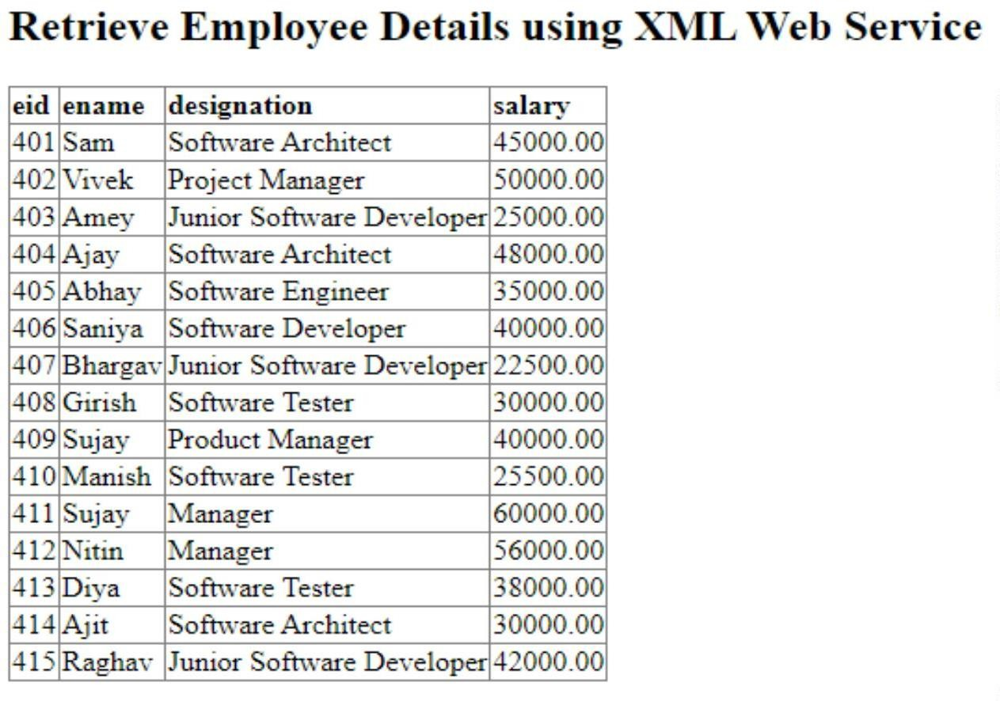 Retrieve Employee Details using XML Web Service
eid ename designation salary
401 Sam Software Architect 45000.00
402 Vivek Project Manager 50000.00
403 Amey Junior Software Developer 25000.00
404 Ajay Software Architect 48000.00
405 Abhay Software Engineer 35000.00
406 Saniya Software Developer 40000.00
407 Bhargav Junior Software Developer 22500.00
408 Girish Software Tester 30000.00
409 Sujay Product Manager 40000.00
410 Manish Software Tester 25500.00
411 Sujay Manager 60000.00
412 Nitin Manager 56000.00
413 Diya Software Tester 38000.00
414 Ajit Software Architect 30000.00
415 Raghav Junior Software Developer 42000.00